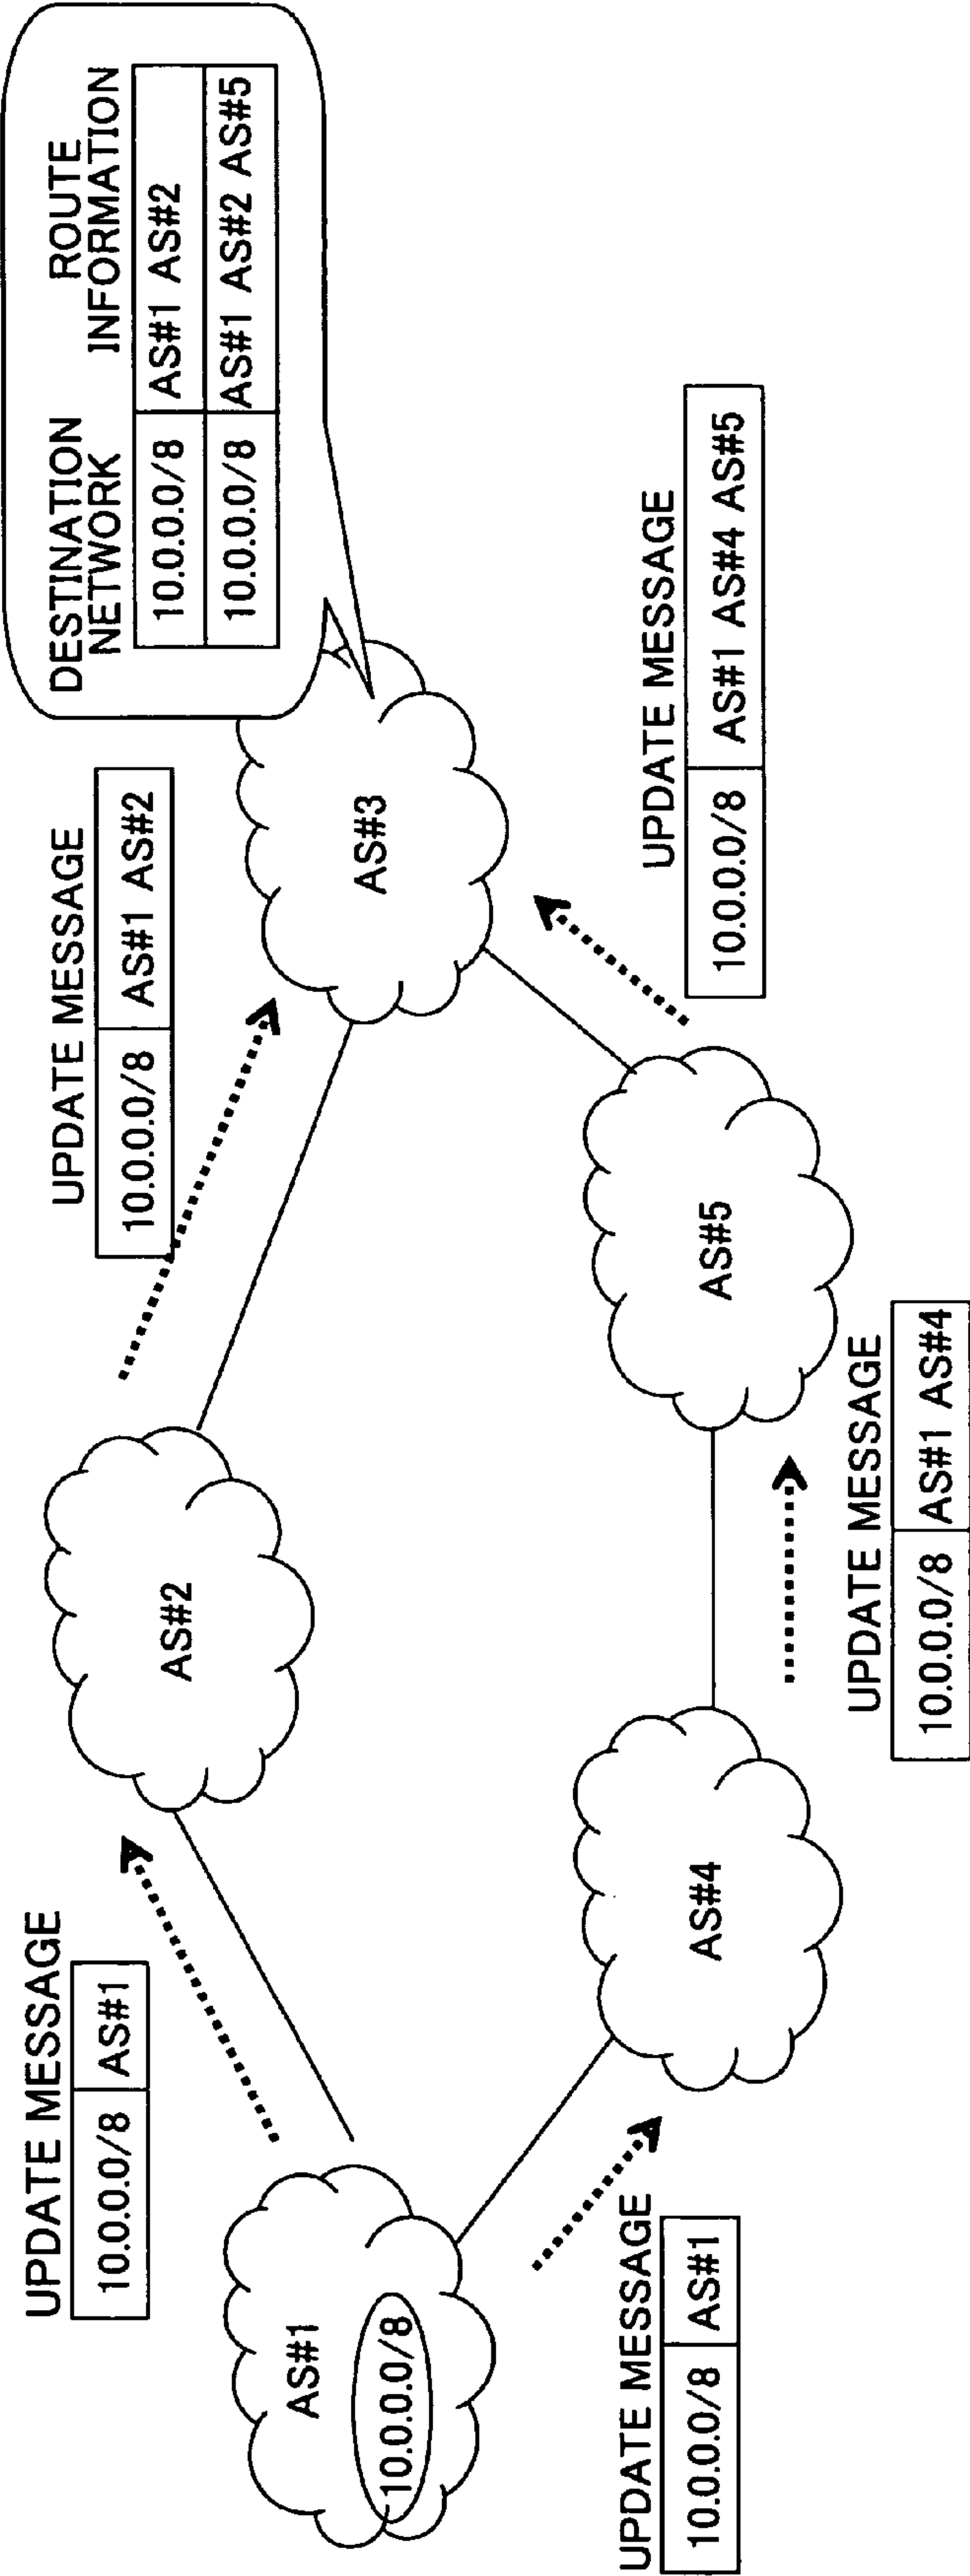 UPDATE MESSAGE
10.0.0.0/8 AS#1
AS#1
10.0.0.0/8
UPDATE MESSAGE
10.0.0.0/8 AS#1
AS#2
UPDATE MESSAGE
10.0.0.0/8 AS#1 AS#2
AS#4
UPDATE MESSAGE
10.0.0.0/8 AS#1 AS#4
AS#5
UPDATE MESSAGE
10.0.0.0/8 AS#1 AS#4 AS#5
AS#3
DESTINATION NETWORK
ROUTE INFORMATION
10.0.0.0/8 AS#1 AS#2
10.0.0.0/8 AS#1 AS#2 AS#5